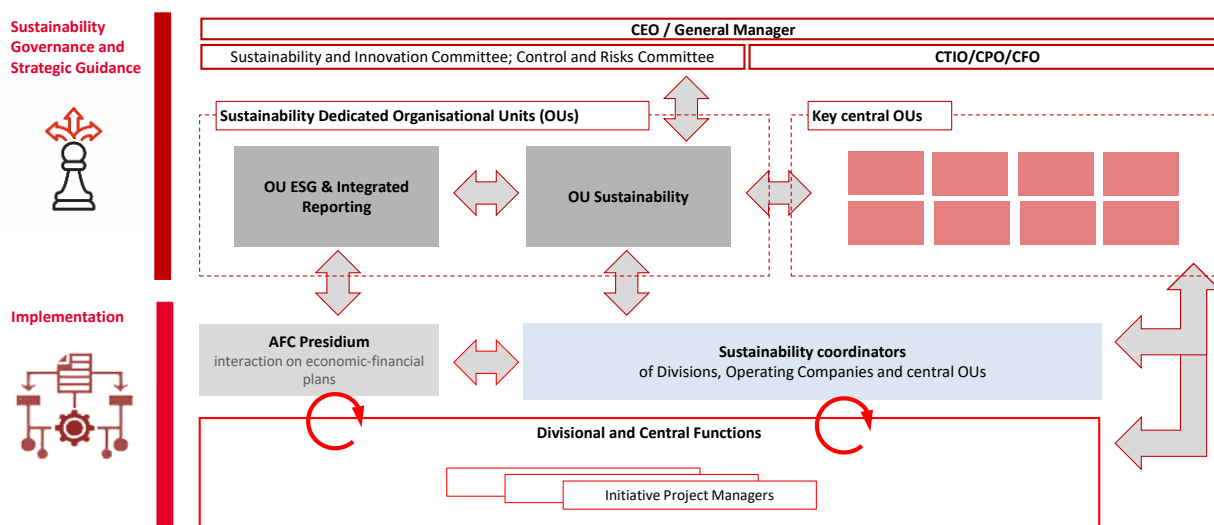 Sustainability
Governance and
Strategic Guidance
CEO / General Manager
Sustainability and Innovation Committee; Control and Risks Committee
CTIO/CPO/CFO
Sustainability Dedicated Organisational Units (OUs)
Key central OUs
OU ESG & Integrated
Reporting
OU Sustainability
Implementation
AFC Presidium
interaction on economic-financial
plans
Sustainability coordinators
of Divisions, Operating Companies and central OUs
Divisional and Central Functions
Initiative Project Managers